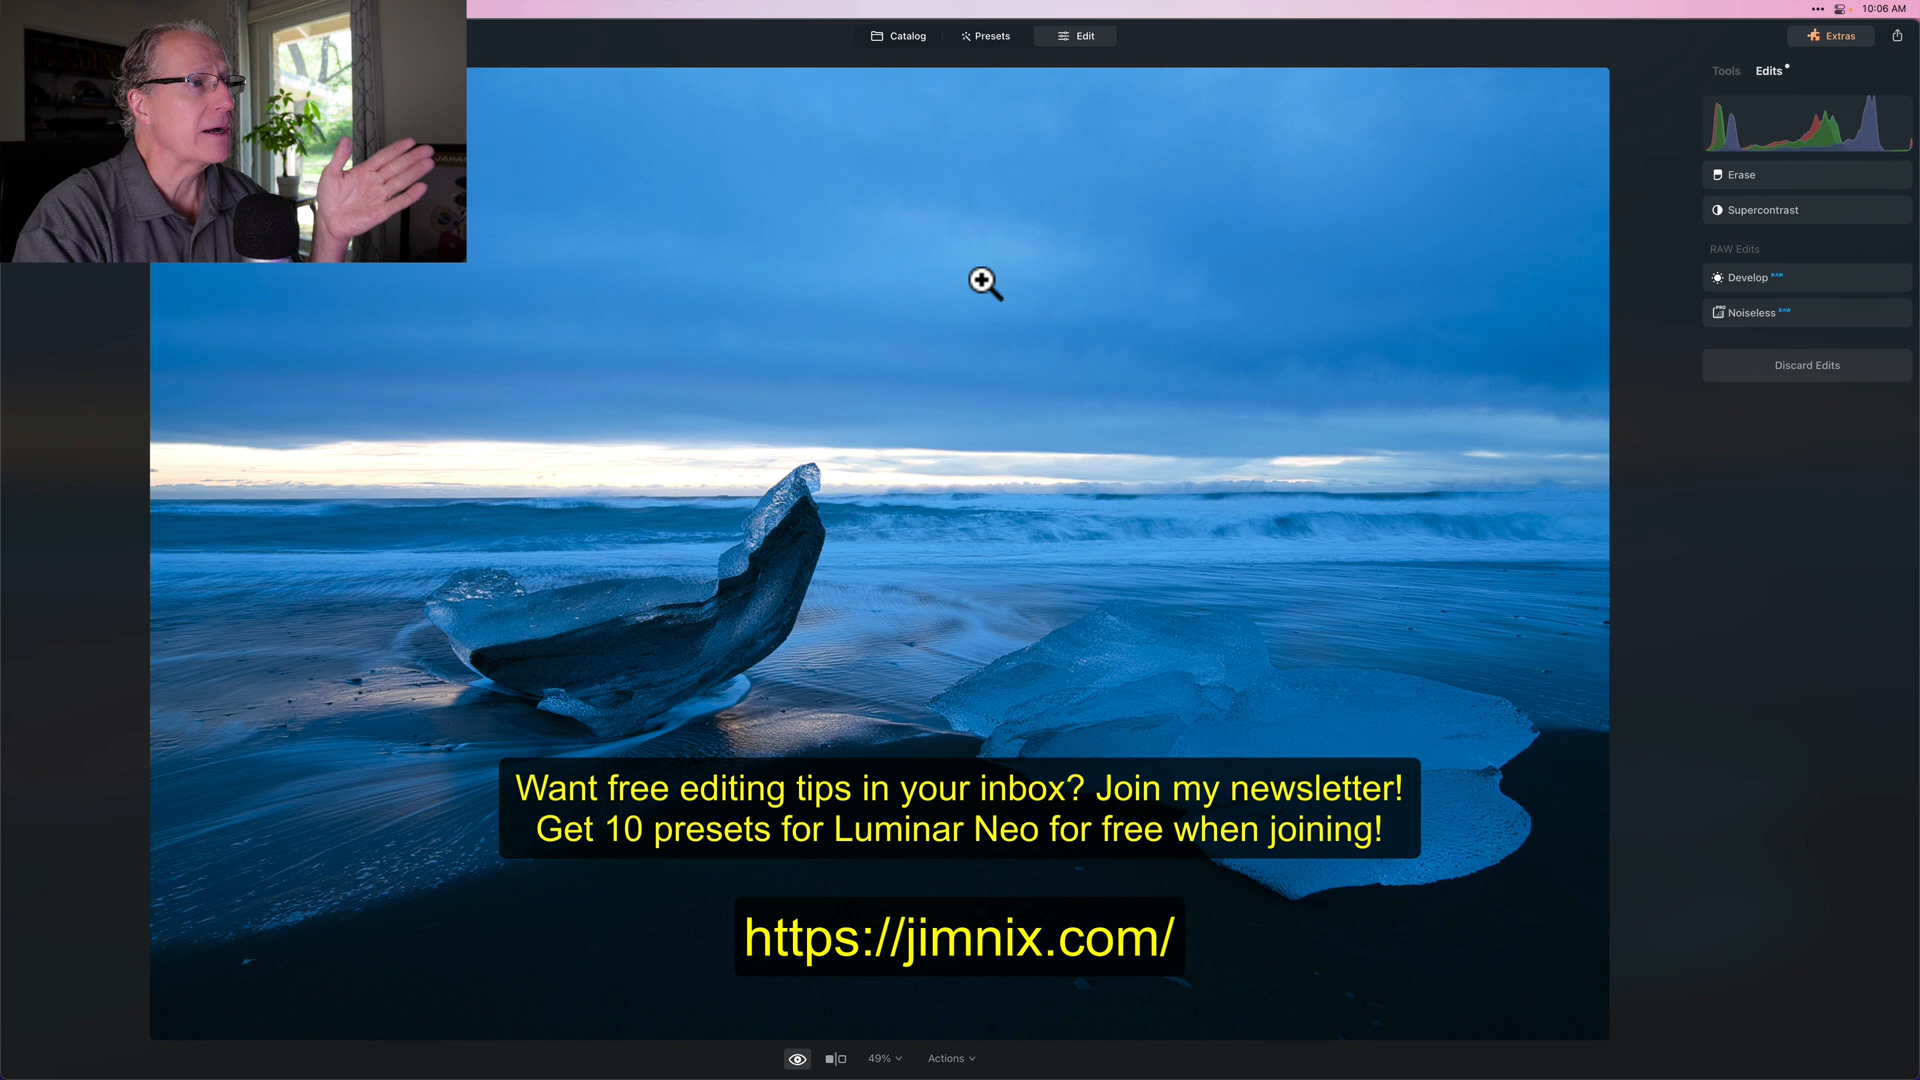 10:06 AM
Catalog
Presets
Edit
Extras
Tools
Edits
Erase
Supercontrast
RAW Edits
Develop RAW
Noiseless RAW
Discard Edits
JAPAN
Want free editing tips in your inbox? Join my newsletter!
Get 10 presets for Luminar Neo for free when joining!
https://jimnix.com/
49%
Actions